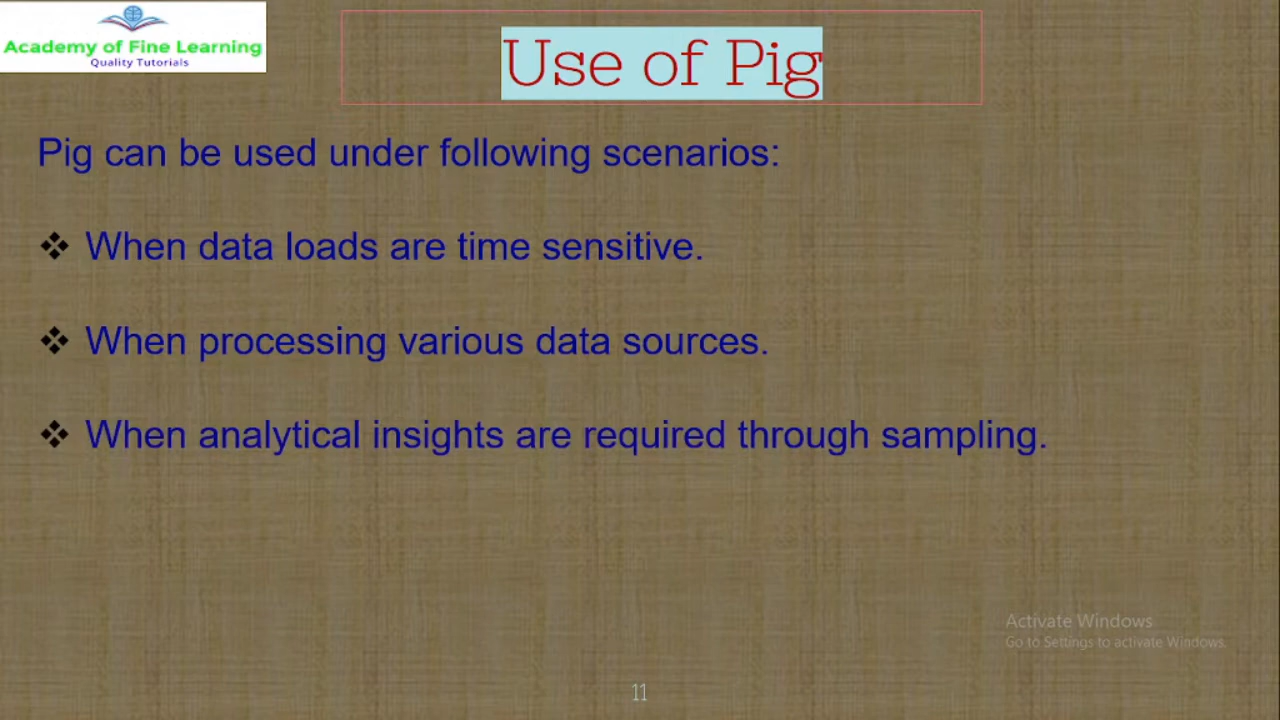 Academy of Fine Learning
Quality Tutorials
Use of Pig
Pig can be used under following scenarios:
❖ When data loads are time sensitive.
❖ When processing various data sources.
❖ When analytical insights are required through sampling.
Activate Windows
Go to Settings to activate Windows.
11